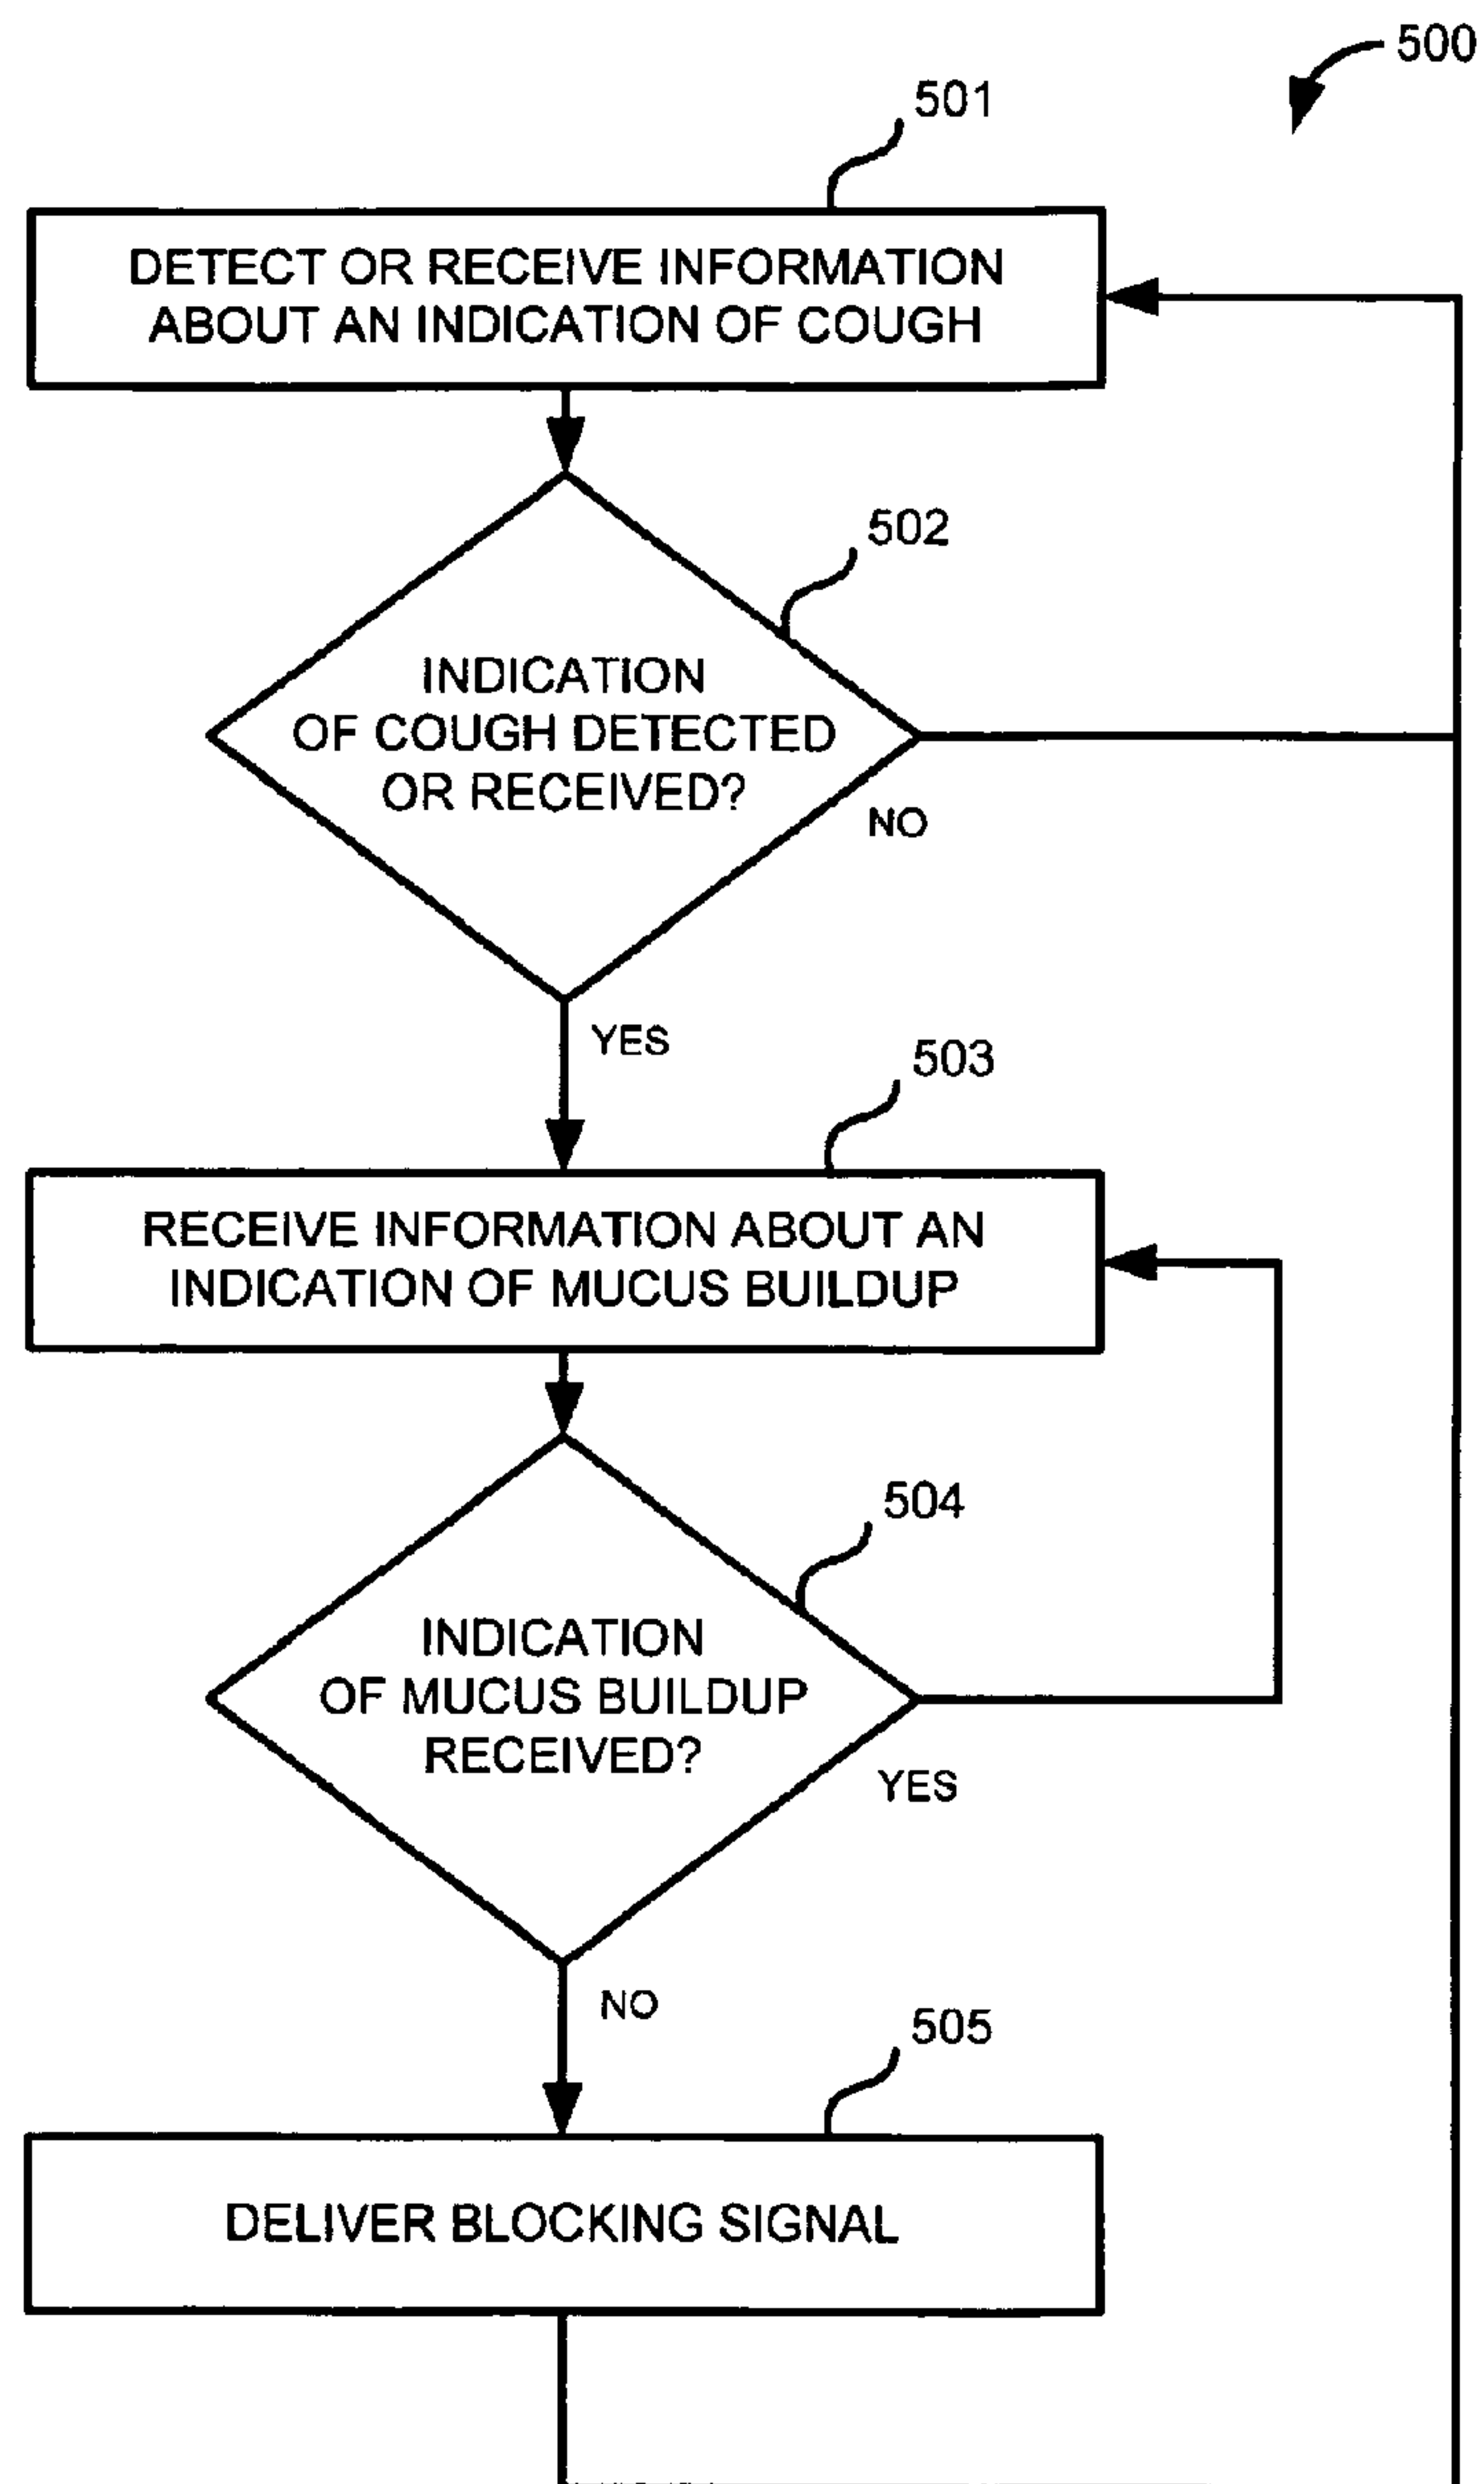 500
501
DETECT OR RECEIVE INFORMATION
ABOUT AN INDICATION OF COUGH
502
INDICATION
OF COUGH DETECTED
OR RECEIVED?
NO
YES
503
RECEIVE INFORMATION ABOUT AN
INDICATION OF MUCUS BUILDUP
504
INDICATION
OF MUCUS BUILDUP
RECEIVED?
YES
NO
505
DELIVER BLOCKING SIGNAL